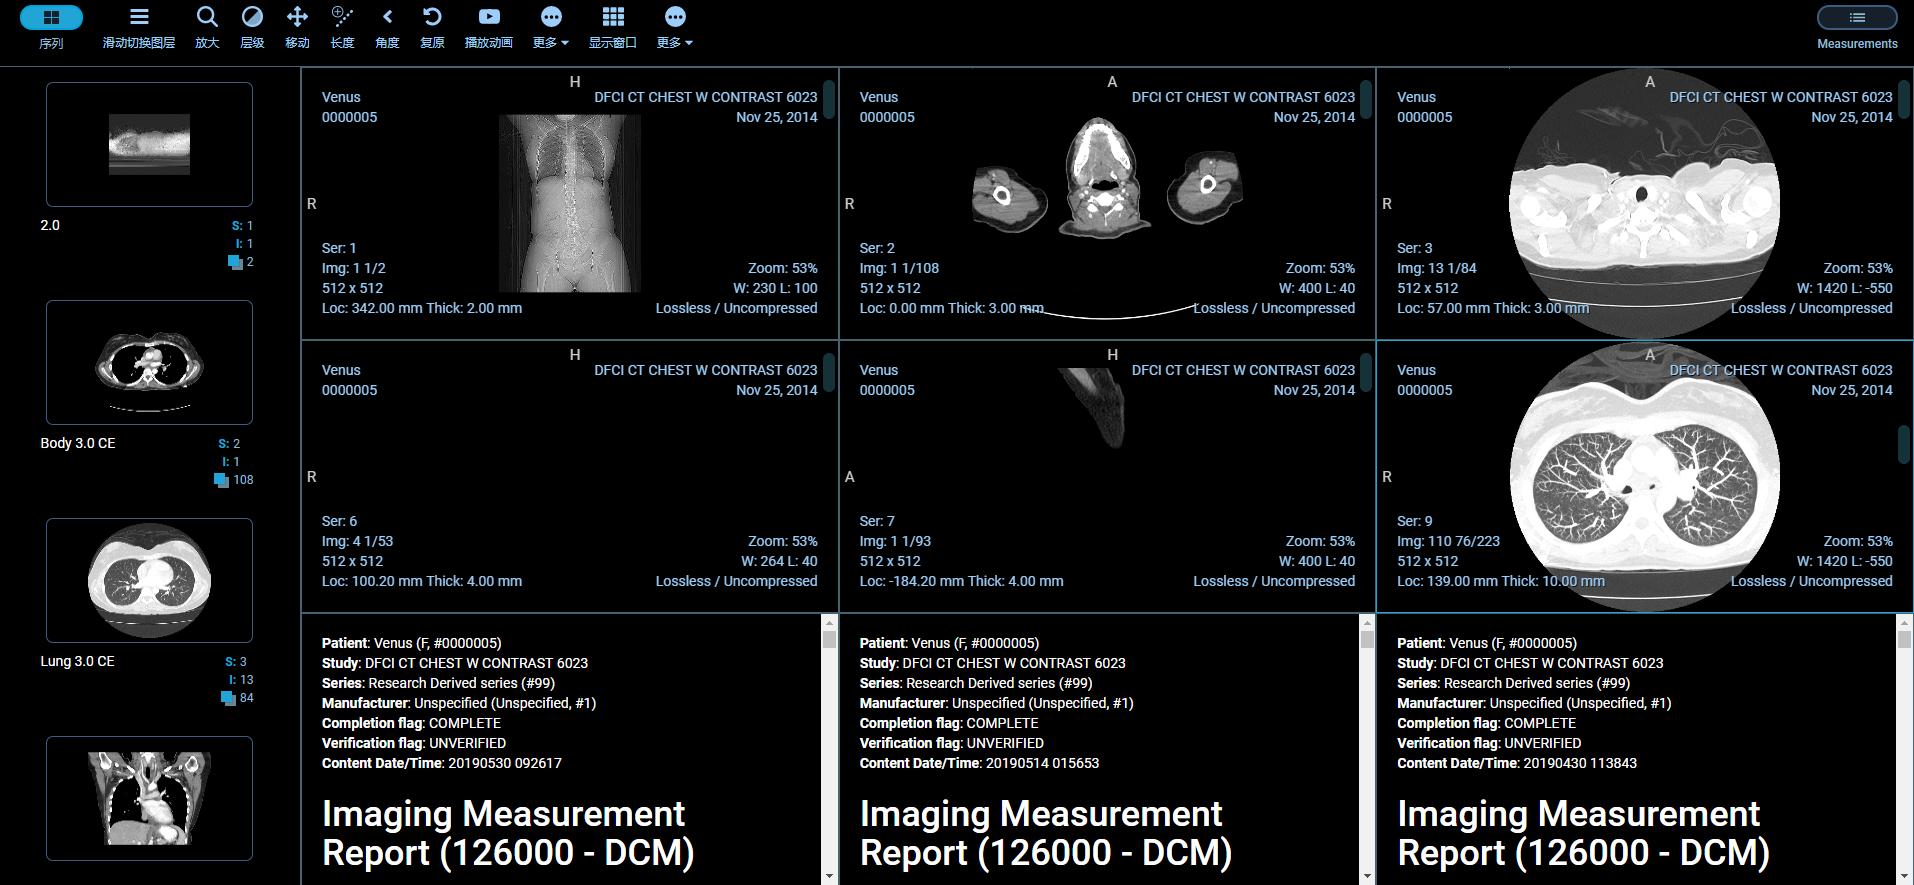 序列
滑动切换图层
放大
层级
移动
长度
角度
复原
播放动画
更多
显示窗口
更多
Measurements
2.0
S: 1
I: 1
2
Body 3.0 CE
S: 2
I: 1
108
Lung 3.0 CE
S: 3
I: 13
84
H
Venus
DFCI CT CHEST W CONTRAST 6023
0000005
Nov 25, 2014
R
Ser: 1
Img: 1 1/2
Zoom: 53%
512 x 512
W: 230 L: 100
Loc: 342.00 mm Thick: 2.00 mm
Lossless / Uncompressed
A
Venus
DFCI CT CHEST W CONTRAST 6023
0000005
Nov 25, 2014
R
Ser: 2
Img: 1 1/108
Zoom: 53%
512 x 512
W: 400 L: 40
Loc: 0.00 mm Thick: 3.00 mm
Lossless / Uncompressed
A
Venus
DFCI CT CHEST W CONTRAST 6023
0000005
Nov 25, 2014
R
Ser: 3
Img: 13 1/84
Zoom: 53%
512 x 512
W: 1420 L: -550
Loc: 57.00 mm Thick: 3.00 mm
Lossless / Uncompressed
H
Venus
DFCI CT CHEST W CONTRAST 6023
0000005
Nov 25, 2014
R
Ser: 6
Img: 4 1/53
Zoom: 53%
512 x 512
W: 264 L: 40
Loc: 100.20 mm Thick: 4.00 mm
Lossless / Uncompressed
H
Venus
DFCI CT CHEST W CONTRAST 6023
0000005
Nov 25, 2014
A
Ser: 7
Img: 1 1/93
Zoom: 53%
512 x 512
W: 400 L: 40
Loc: -184.20 mm Thick: 4.00 mm
Lossless / Uncompressed
A
Venus
DFCI CT CHEST W CONTRAST 6023
0000005
Nov 25, 2014
R
Ser: 9
Img: 110 76/223
Zoom: 53%
512 x 512
W: 1420 L: -550
Loc: 139.00 mm Thick: 10.00 mm
Lossless / Uncompressed
Patient: Venus (F, #0000005)
Study: DFCI CT CHEST W CONTRAST 6023
Series: Research Derived series (#99)
Manufacturer: Unspecified (Unspecified, #1)
Completion flag: COMPLETE
Verification flag: UNVERIFIED
Content Date/Time: 20190530 092617
Imaging Measurement
Report (126000 - DCM)
Patient: Venus (F, #0000005)
Study: DFCI CT CHEST W CONTRAST 6023
Series: Research Derived series (#99)
Manufacturer: Unspecified (Unspecified, #1)
Completion flag: COMPLETE
Verification flag: UNVERIFIED
Content Date/Time: 20190514 015653
Imaging Measurement
Report (126000 - DCM)
Patient: Venus (F, #0000005)
Study: DFCI CT CHEST W CONTRAST 6023
Series: Research Derived series (#99)
Manufacturer: Unspecified (Unspecified, #1)
Completion flag: COMPLETE
Verification flag: UNVERIFIED
Content Date/Time: 20190430 113843
Imaging Measurement
Report (126000 - DCM)